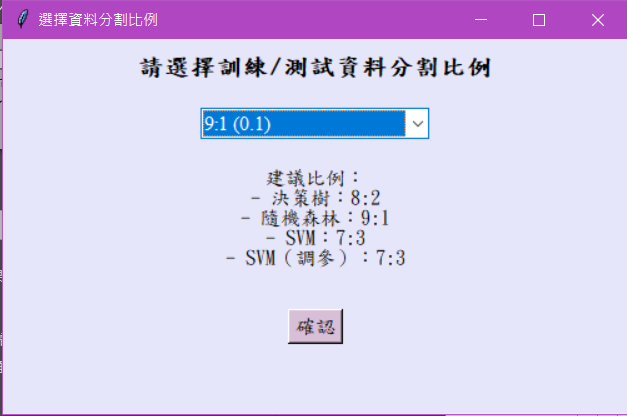 選擇資料分割比例
請選擇訓練/測試資料分割比例
9:1 (0.1)
建議比例：
- 決策樹：8:2
- 隨機森林：9:1
- SVM：7:3
- SVM（調參）：7:3
確認